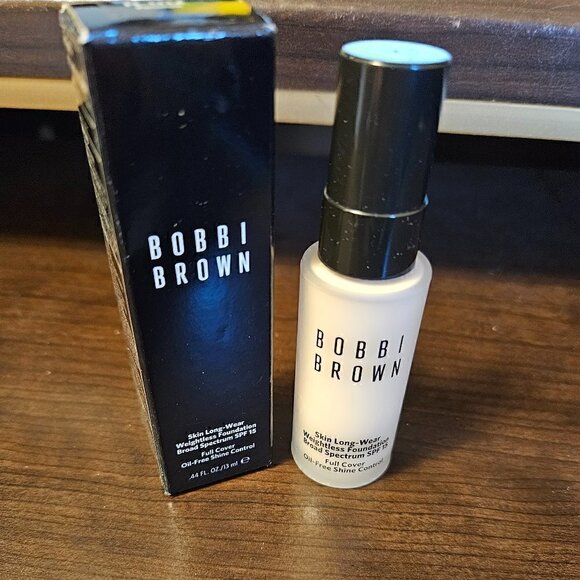 BOBBI
BROWN
Skin Long-Wear
Weightless Foundation
Broad Spectrum SPF 15
Full Cover
Oil-Free Shine Control
.44 FL. OZ./13 ml ℮
BOBBI
BROWN
Skin Long-Wear
Weightless Foundation
Broad Spectrum SPF 15
Full Cover
Oil-Free Shine Control